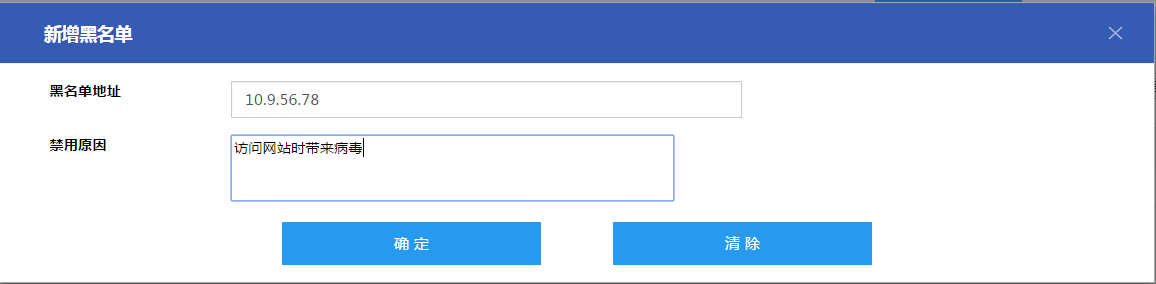 新增黑名单
黑名单地址
10.9.56.78
禁用原因
访问网站时带来病毒
确 定
清 除